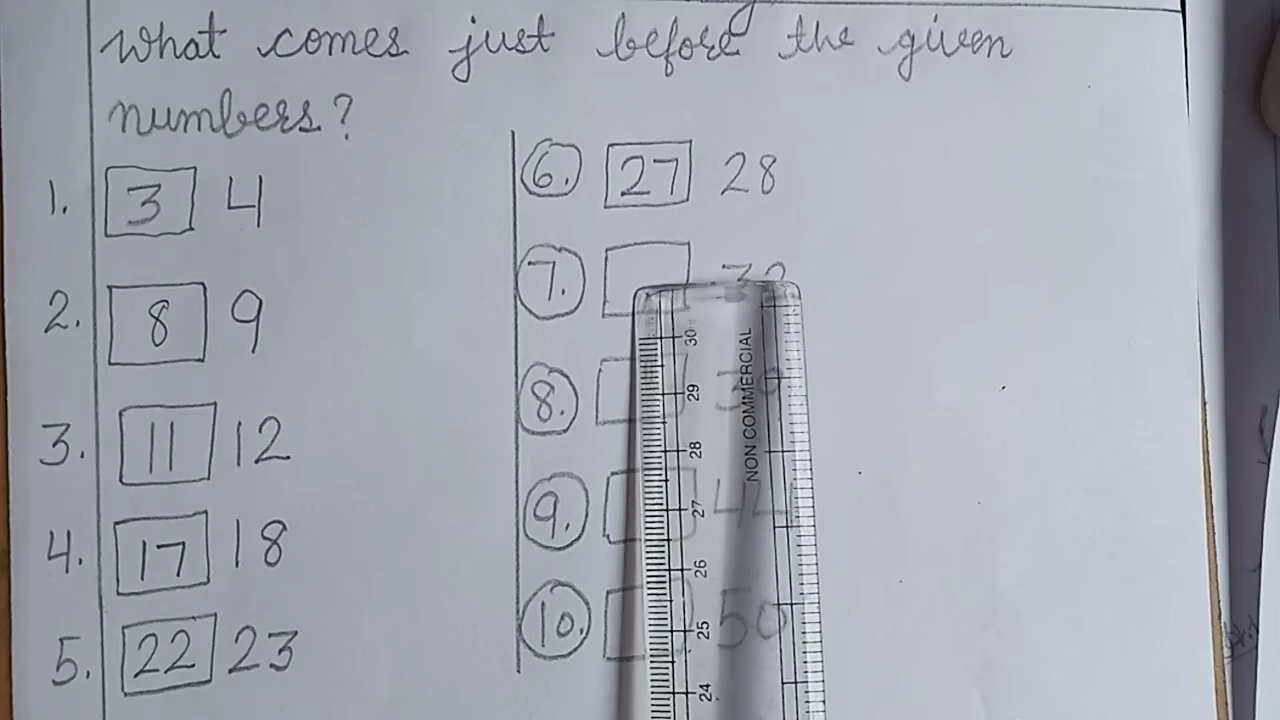 what comes just before the given
numbers?
1. 3 4
2. 8 9
3. 11 12
4. 17 18
5. 22 23
6. 27 28
7.
8.
9.
10. 50
NON COMMERCIAL
30
29
28
27
26
25
24